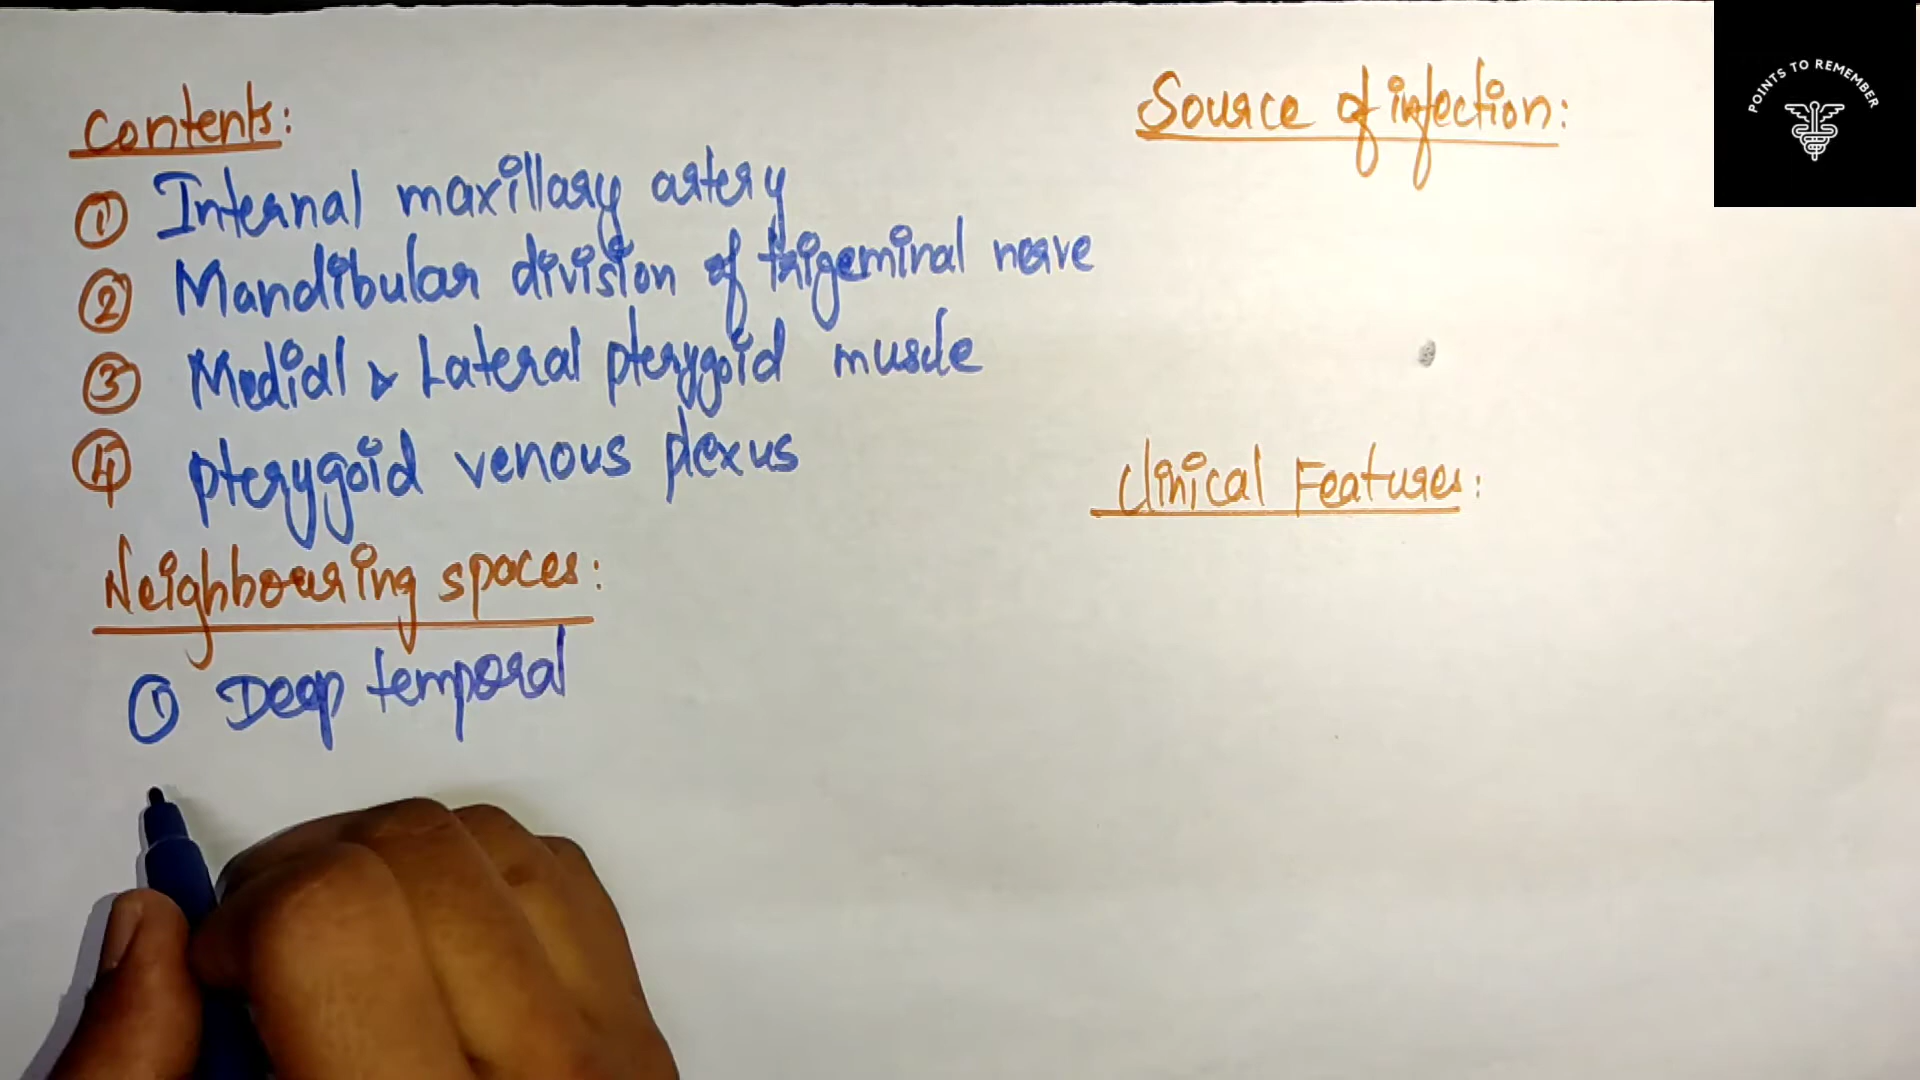 Contents:
① Internal maxillary artery
② Mandibular division of trigeminal nerve
③ Medial & Lateral pterygoid muscle
④ pterygoid venous plexus
Neighbouring spaces:
① Deep temporal
Source of infection:
Clinical Features:
POINTS TO REMEMBER